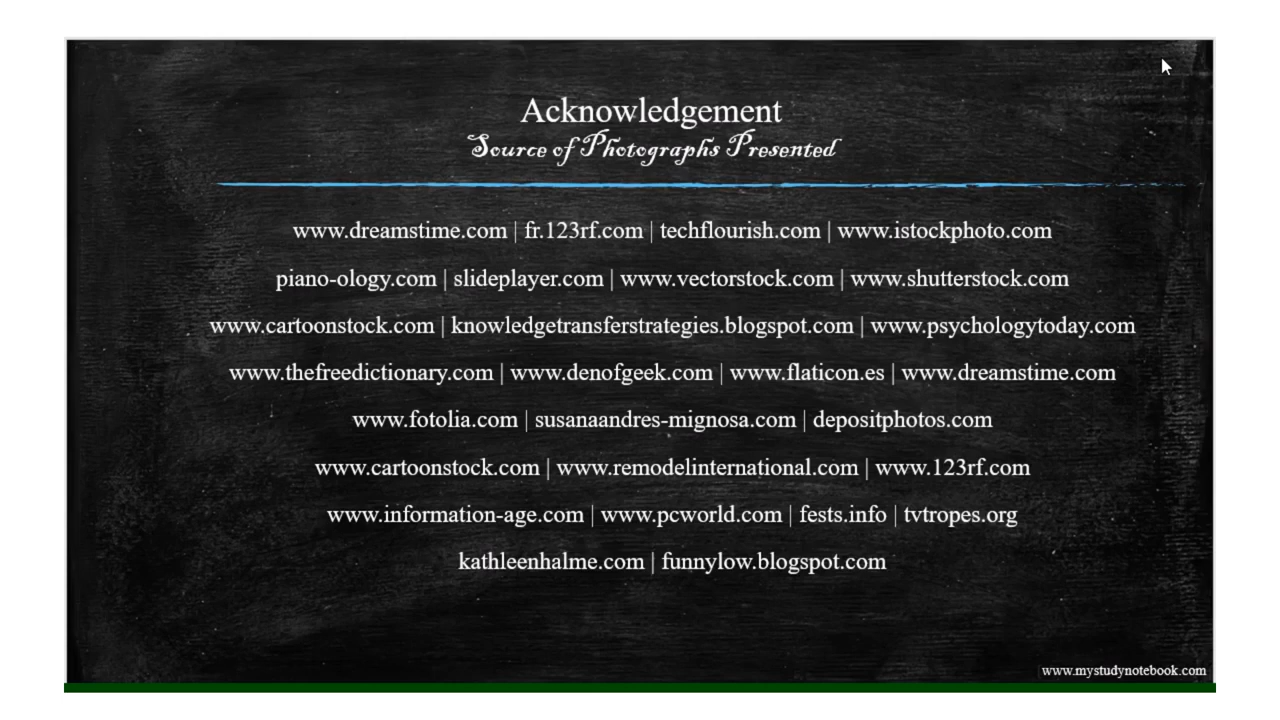 Acknowledgement
Source of Photographs Presented
www.dreamstime.com | fr.123rf.com | techflourish.com | www.istockphoto.com
piano-ology.com | slideplayer.com | www.vectorstock.com | www.shutterstock.com
www.cartoonstock.com | knowledgetransferstrategies.blogspot.com | www.psychologytoday.com
www.thefreedictionary.com | www.denofgeek.com | www.flaticon.es | www.dreamstime.com
www.fotolia.com | susanaandres-mignosa.com | depositphotos.com
www.cartoonstock.com | www.remodelinternational.com | www.123rf.com
www.information-age.com | www.pcworld.com | fests.info | tvtropes.org
kathleenhalme.com | funnylow.blogspot.com
www.mystudynotebook.com